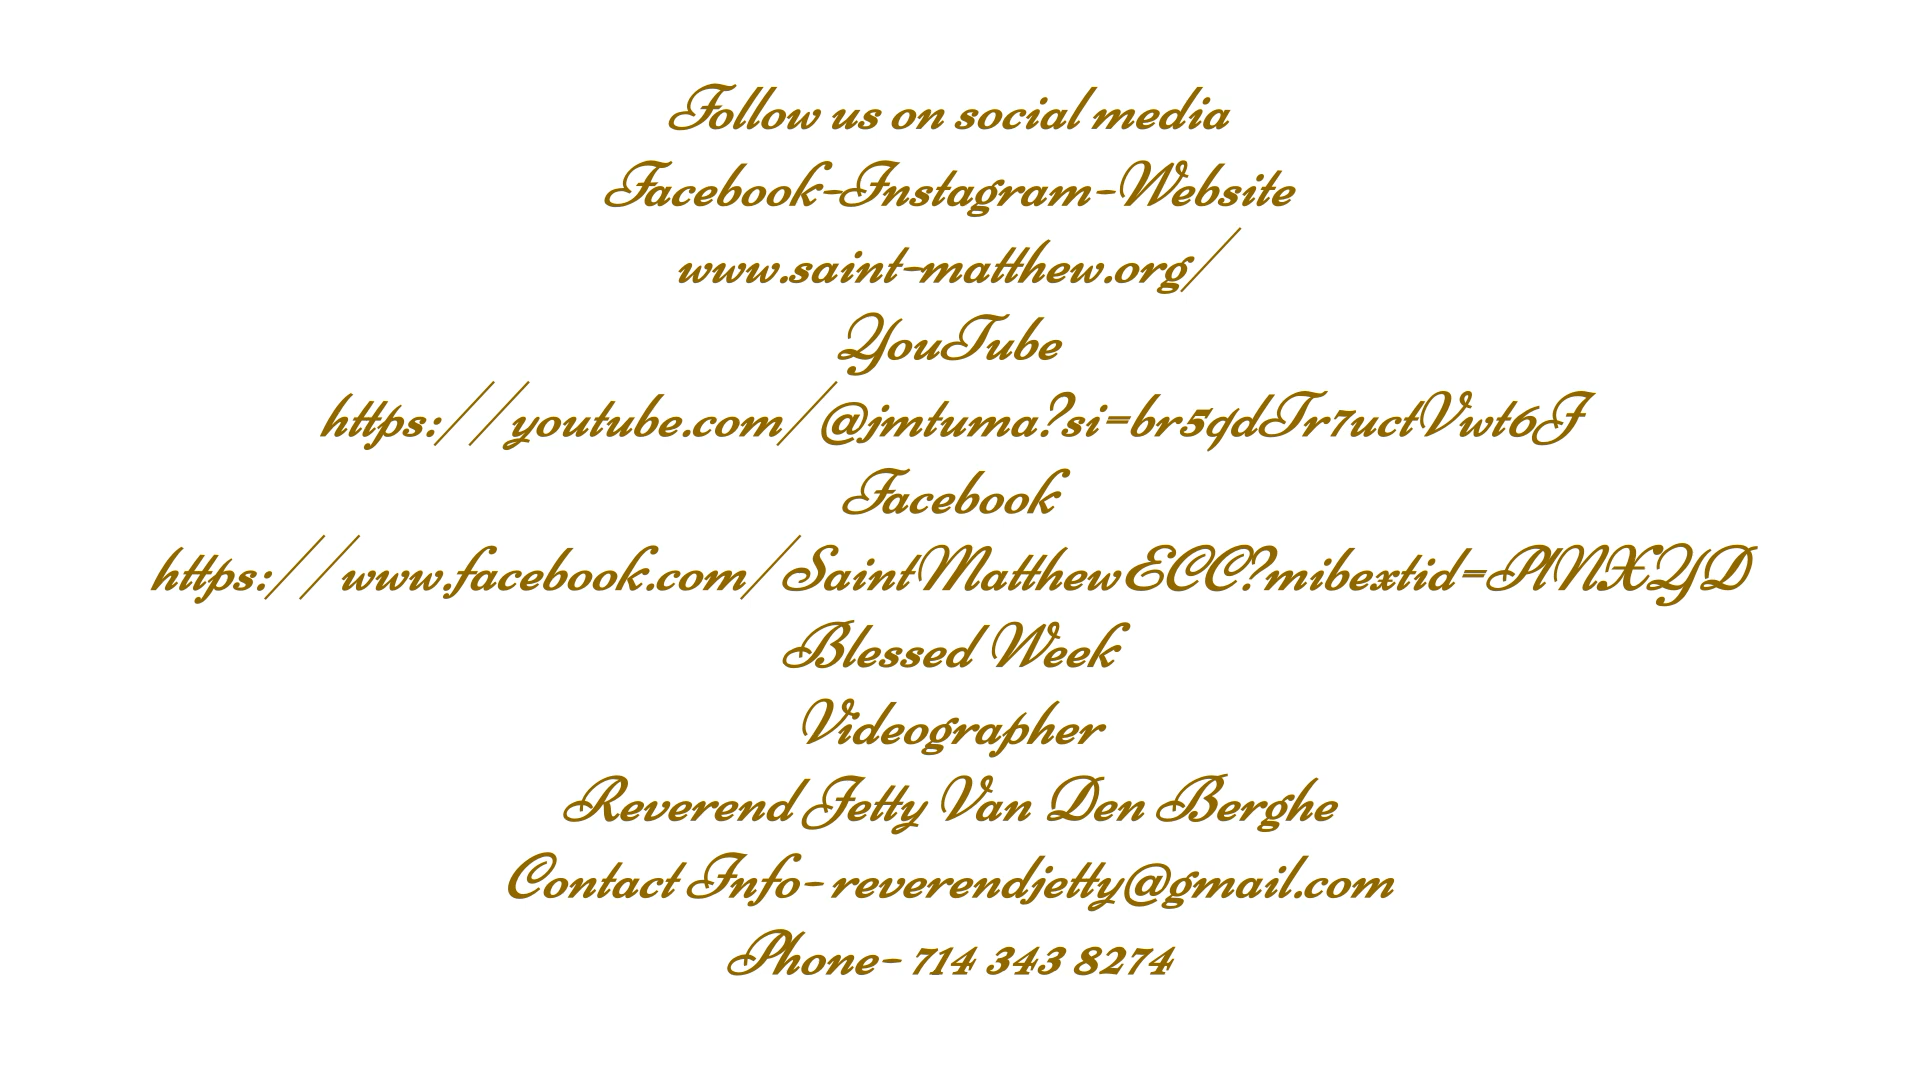 Follow us on social media
Facebook-Instagram-Website
www.saint-matthew.org/
YouTube
https://youtube.com/@jmtuma?si=br5qdTr7uctVwt6J
Facebook
https://www.facebook.com/SaintMatthewECC?mibextid=PlNXYD
Blessed Week
Videographer
Reverend Jetty Van Den Berghe
Contact Info- reverendjetty@gmail.com
Phone- 714 343 8274